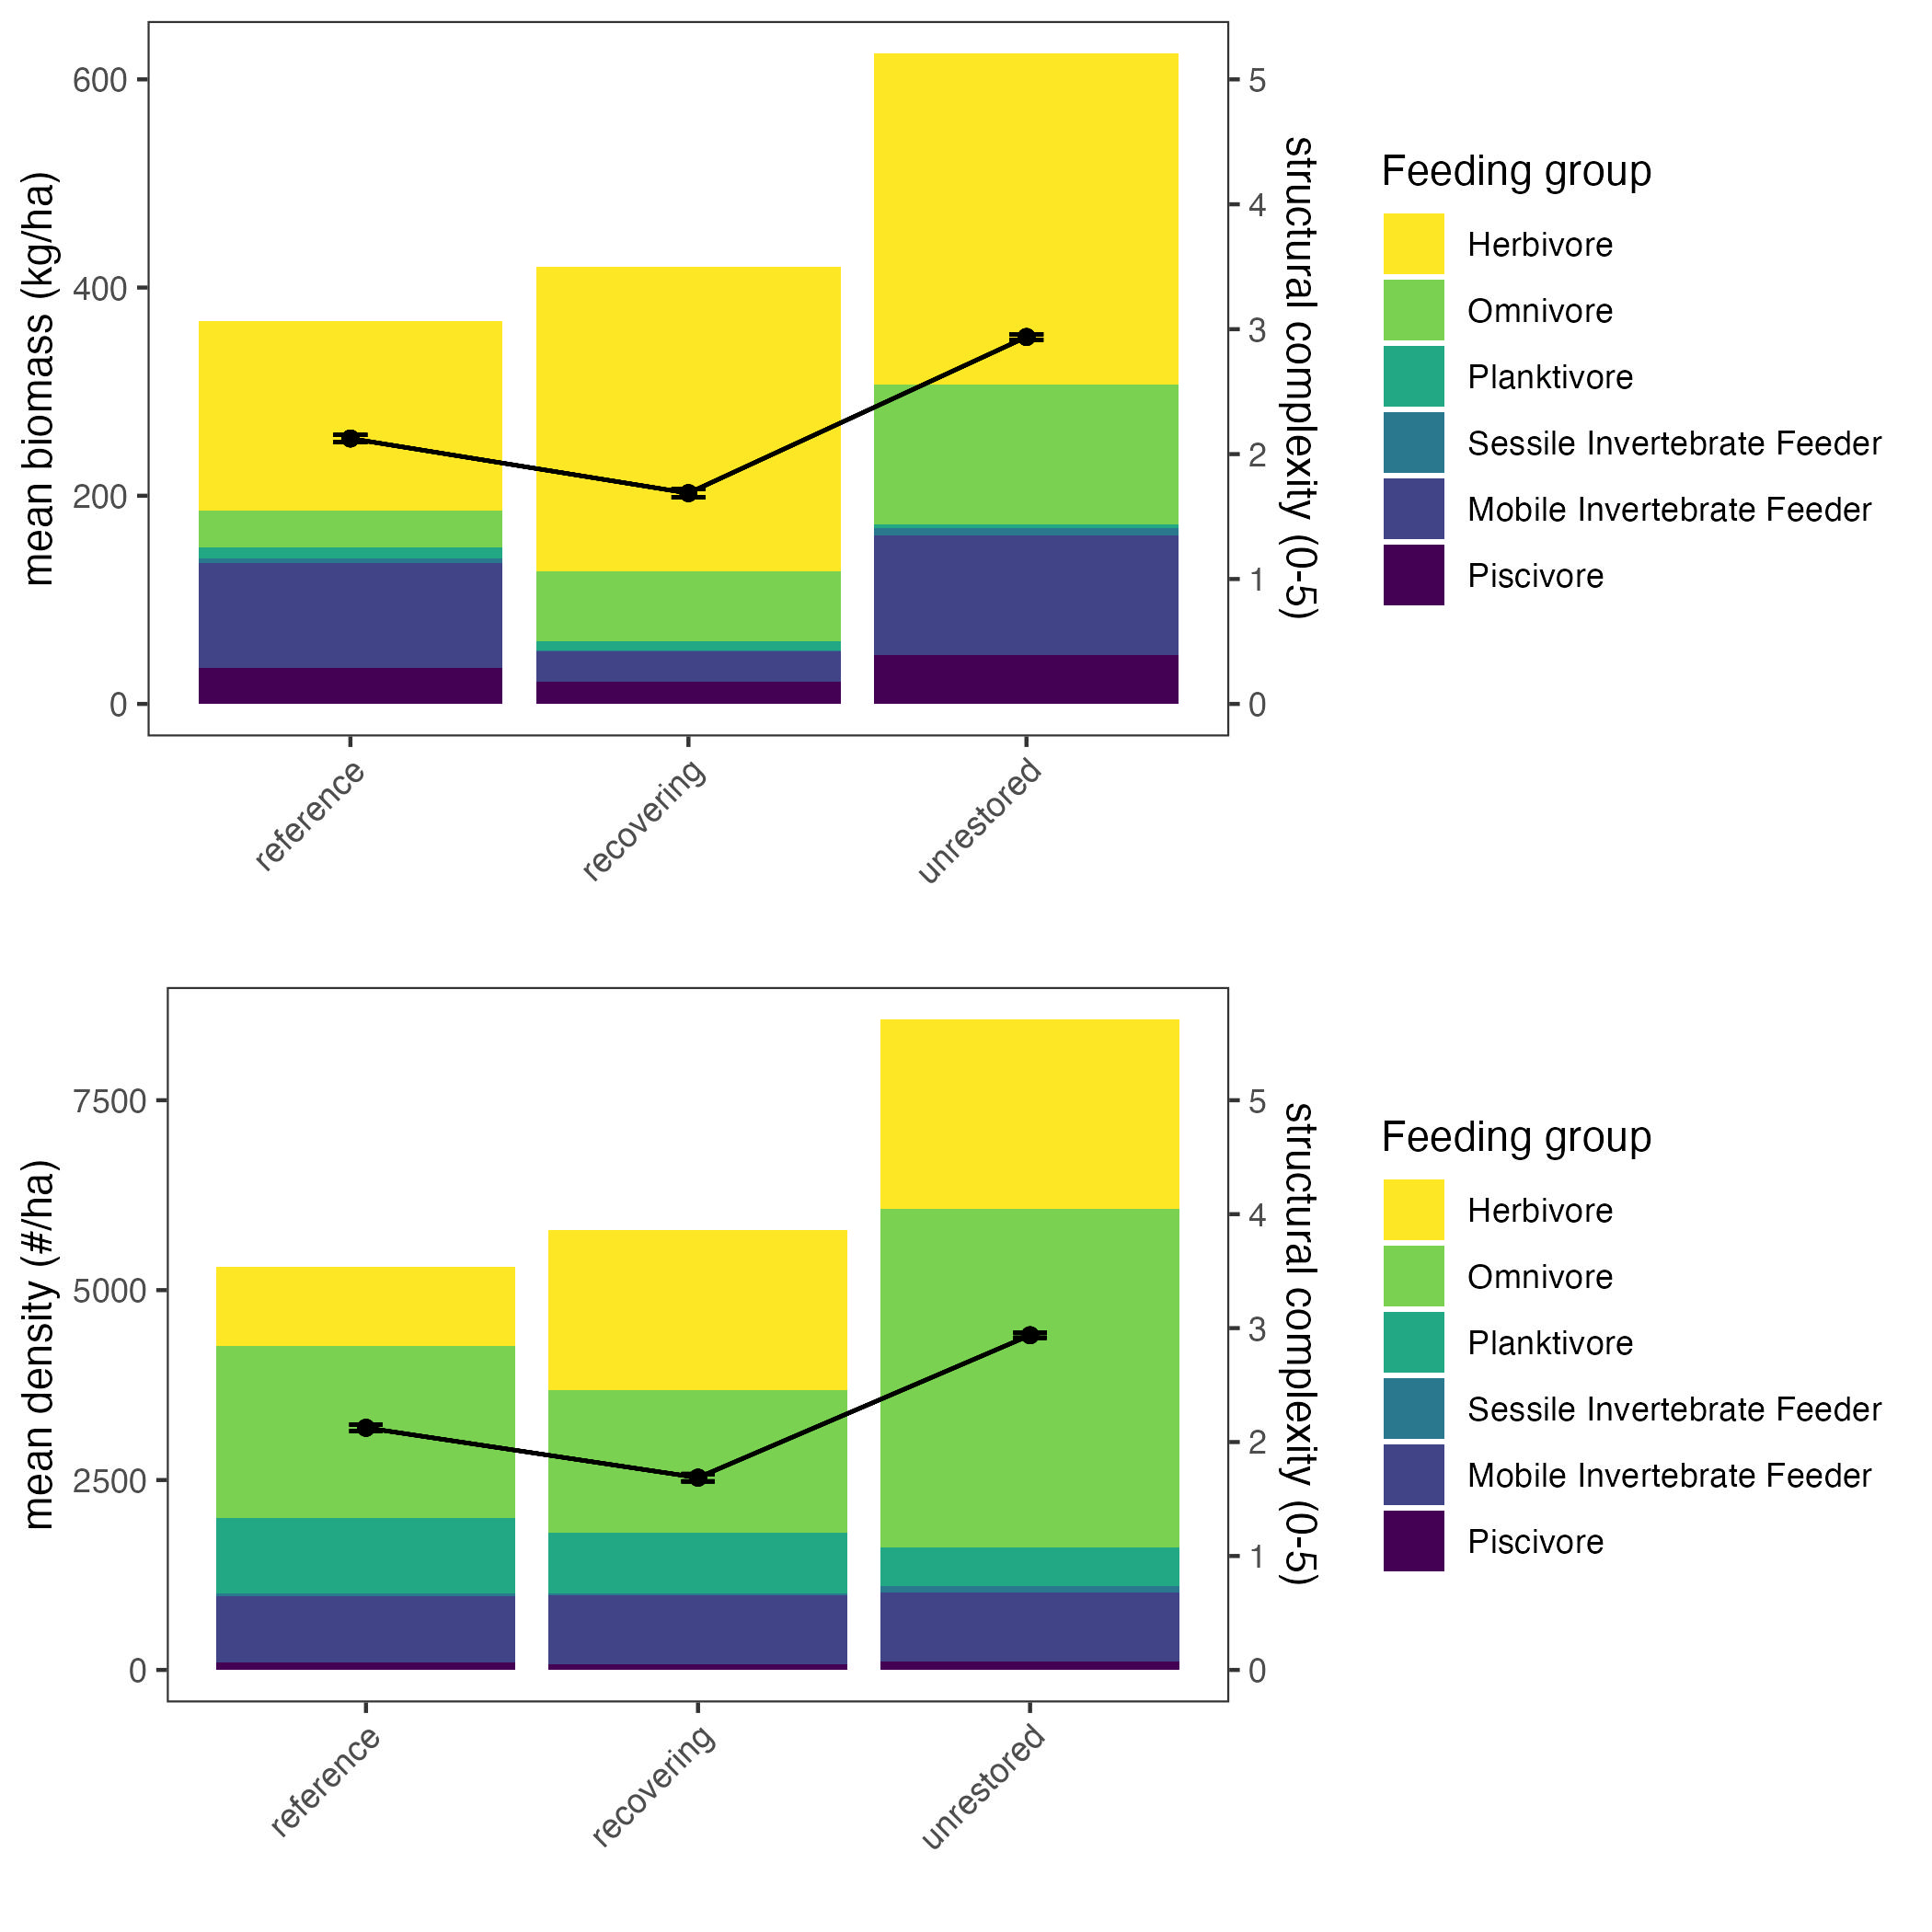 mean biomass (kg/ha)
600
400
200
0
5
4
3
2
1
0
structural complexity (0-5)
reference
recovering
unrestored
Feeding group
Herbivore
Omnivore
Planktivore
Sessile Invertebrate Feeder
Mobile Invertebrate Feeder
Piscivore
mean density (#/ha)
7500
5000
2500
0
5
4
3
2
1
0
structural complexity (0-5)
reference
recovering
unrestored
Feeding group
Herbivore
Omnivore
Planktivore
Sessile Invertebrate Feeder
Mobile Invertebrate Feeder
Piscivore